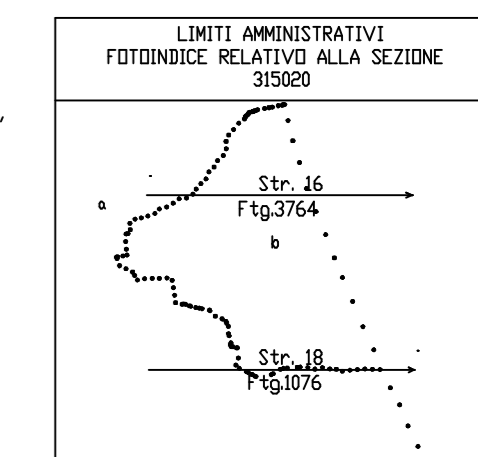 LIMITI AMMINISTRATIVI
FOTOINDICE RELATIVO ALLA SEZIONE
315020
Str. 16
a
Ftg.3764
b
Str. 18
Ftg.1076